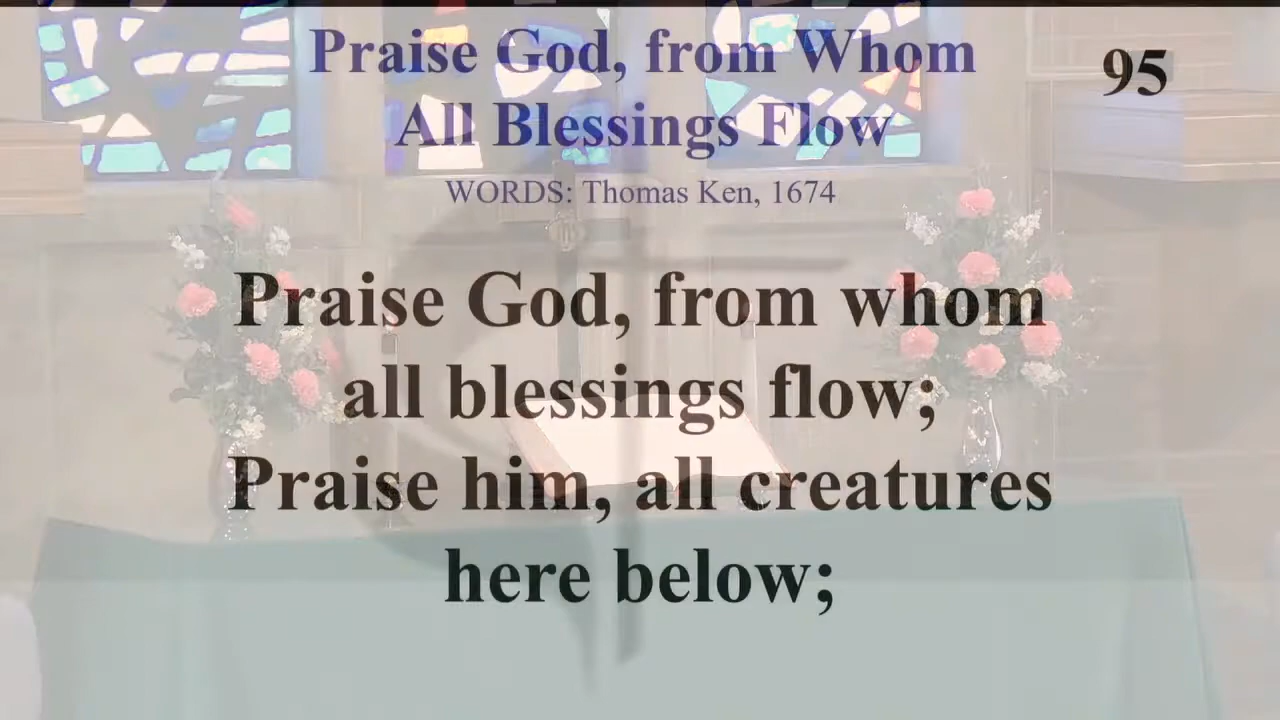 Praise God, from Whom
All Blessings Flow
95
WORDS: Thomas Ken, 1674
Praise God, from whom
all blessings flow;
Praise him, all creatures
here below;